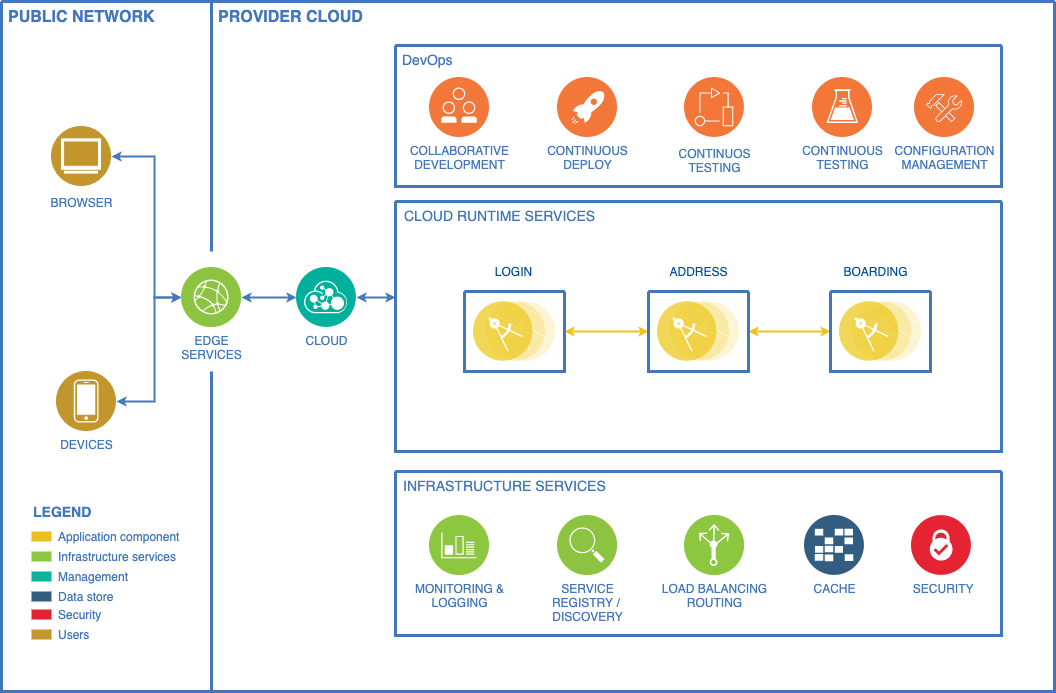 PUBLIC NETWORK
PROVIDER CLOUD
DevOps
COLLABORATIVE
DEVELOPMENT
CONTINUOUS
DEPLOY
CONTINUOS
TESTING
CONTINUOUS
TESTING
CONFIGURATION
MANAGEMENT
BROWSER
CLOUD RUNTIME SERVICES
LOGIN
ADDRESS
BOARDING
EDGE
SERVICES
CLOUD
DEVICES
INFRASTRUCTURE SERVICES
MONITORING &
LOGGING
SERVICE
REGISTRY /
DISCOVERY
LOAD BALANCING
ROUTING
CACHE
SECURITY
LEGEND
Application component
Infrastructure services
Management
Data store
Security
Users